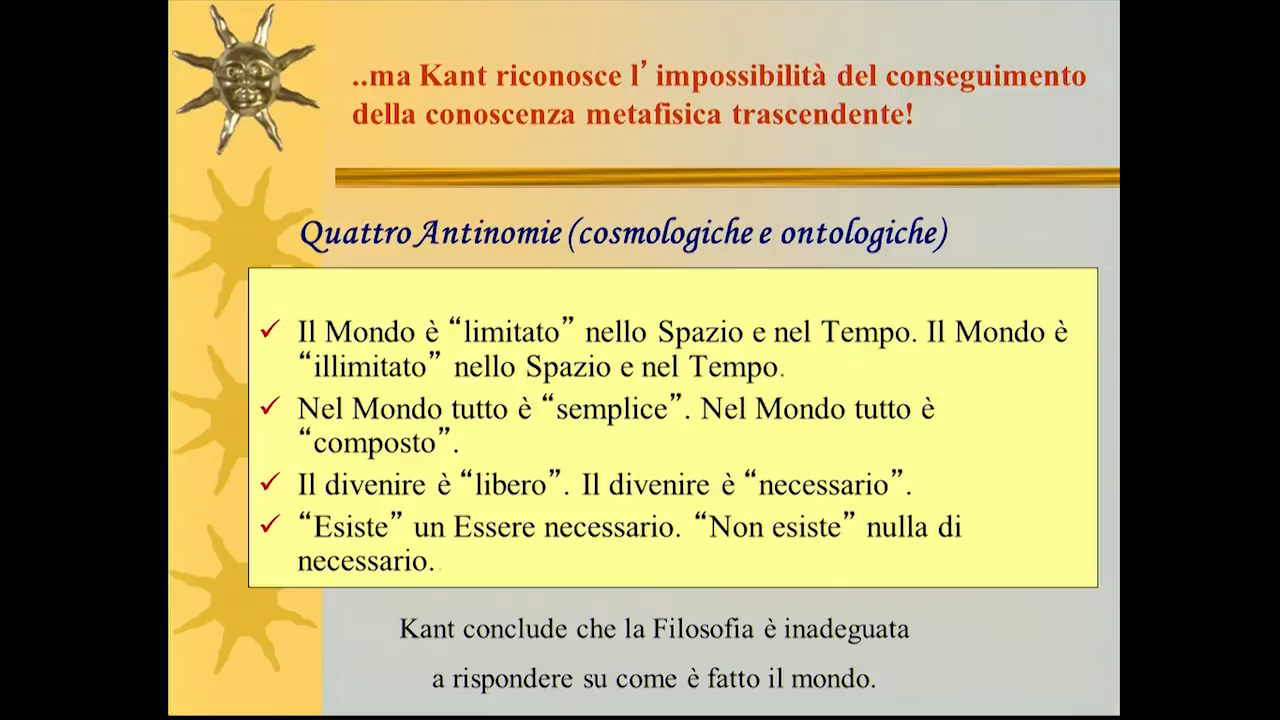 ..ma Kant riconosce l’ impossibilità del conseguimento
della conoscenza metafisica trascendente!
Quattro Antinomie (cosmologiche e ontologiche)
✓ Il Mondo è “limitato” nello Spazio e nel Tempo. Il Mondo è
“illimitato” nello Spazio e nel Tempo.
✓ Nel Mondo tutto è “semplice”. Nel Mondo tutto è
“composto”.
✓ Il divenire è “libero”. Il divenire è “necessario”.
✓ “Esiste” un Essere necessario. “Non esiste” nulla di
necessario.
Kant conclude che la Filosofia è inadeguata
a rispondere su come è fatto il mondo.